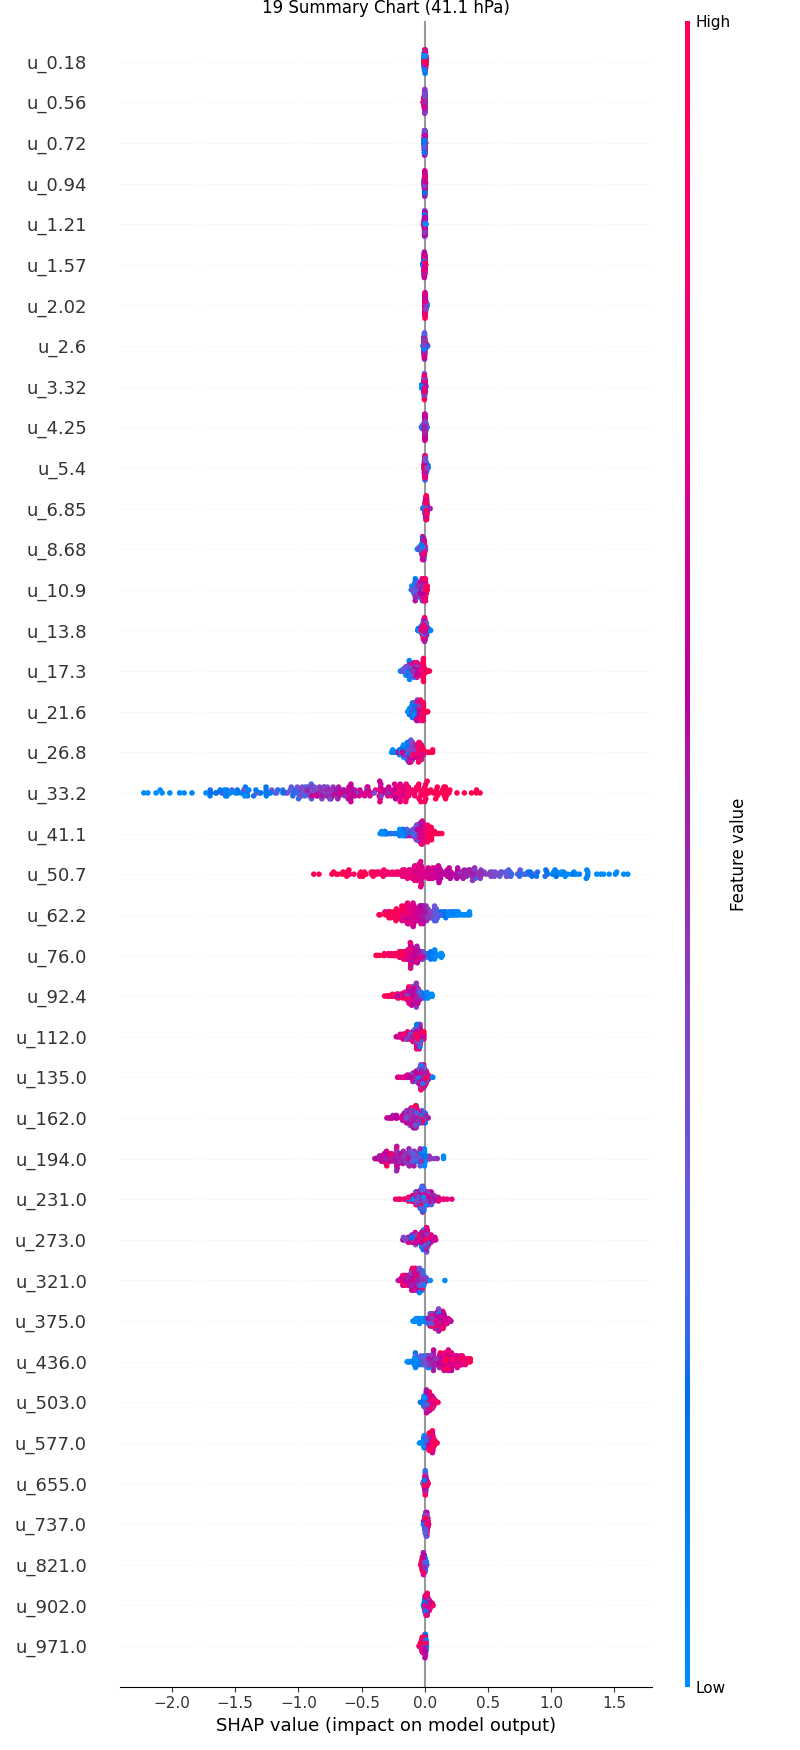 19 Summary Chart (41.1 hPa)
High
u_0.18
u_0.56
u_0.72
u_0.94
u_1.21
u_1.57
u_2.02
u_2.6
u_3.32
u_4.25
u_5.4
u_6.85
u_8.68
u_10.9
u_13.8
u_17.3
u_21.6
u_26.8
u_33.2
u_41.1
u_50.7
u_62.2
u_76.0
u_92.4
u_112.0
u_135.0
u_162.0
u_194.0
u_231.0
u_273.0
u_321.0
u_375.0
u_436.0
u_503.0
u_577.0
u_655.0
u_737.0
u_821.0
u_902.0
u_971.0
Feature value
Low
−2.0 −1.5 −1.0 −0.5 0.0 0.5 1.0 1.5
SHAP value (impact on model output)